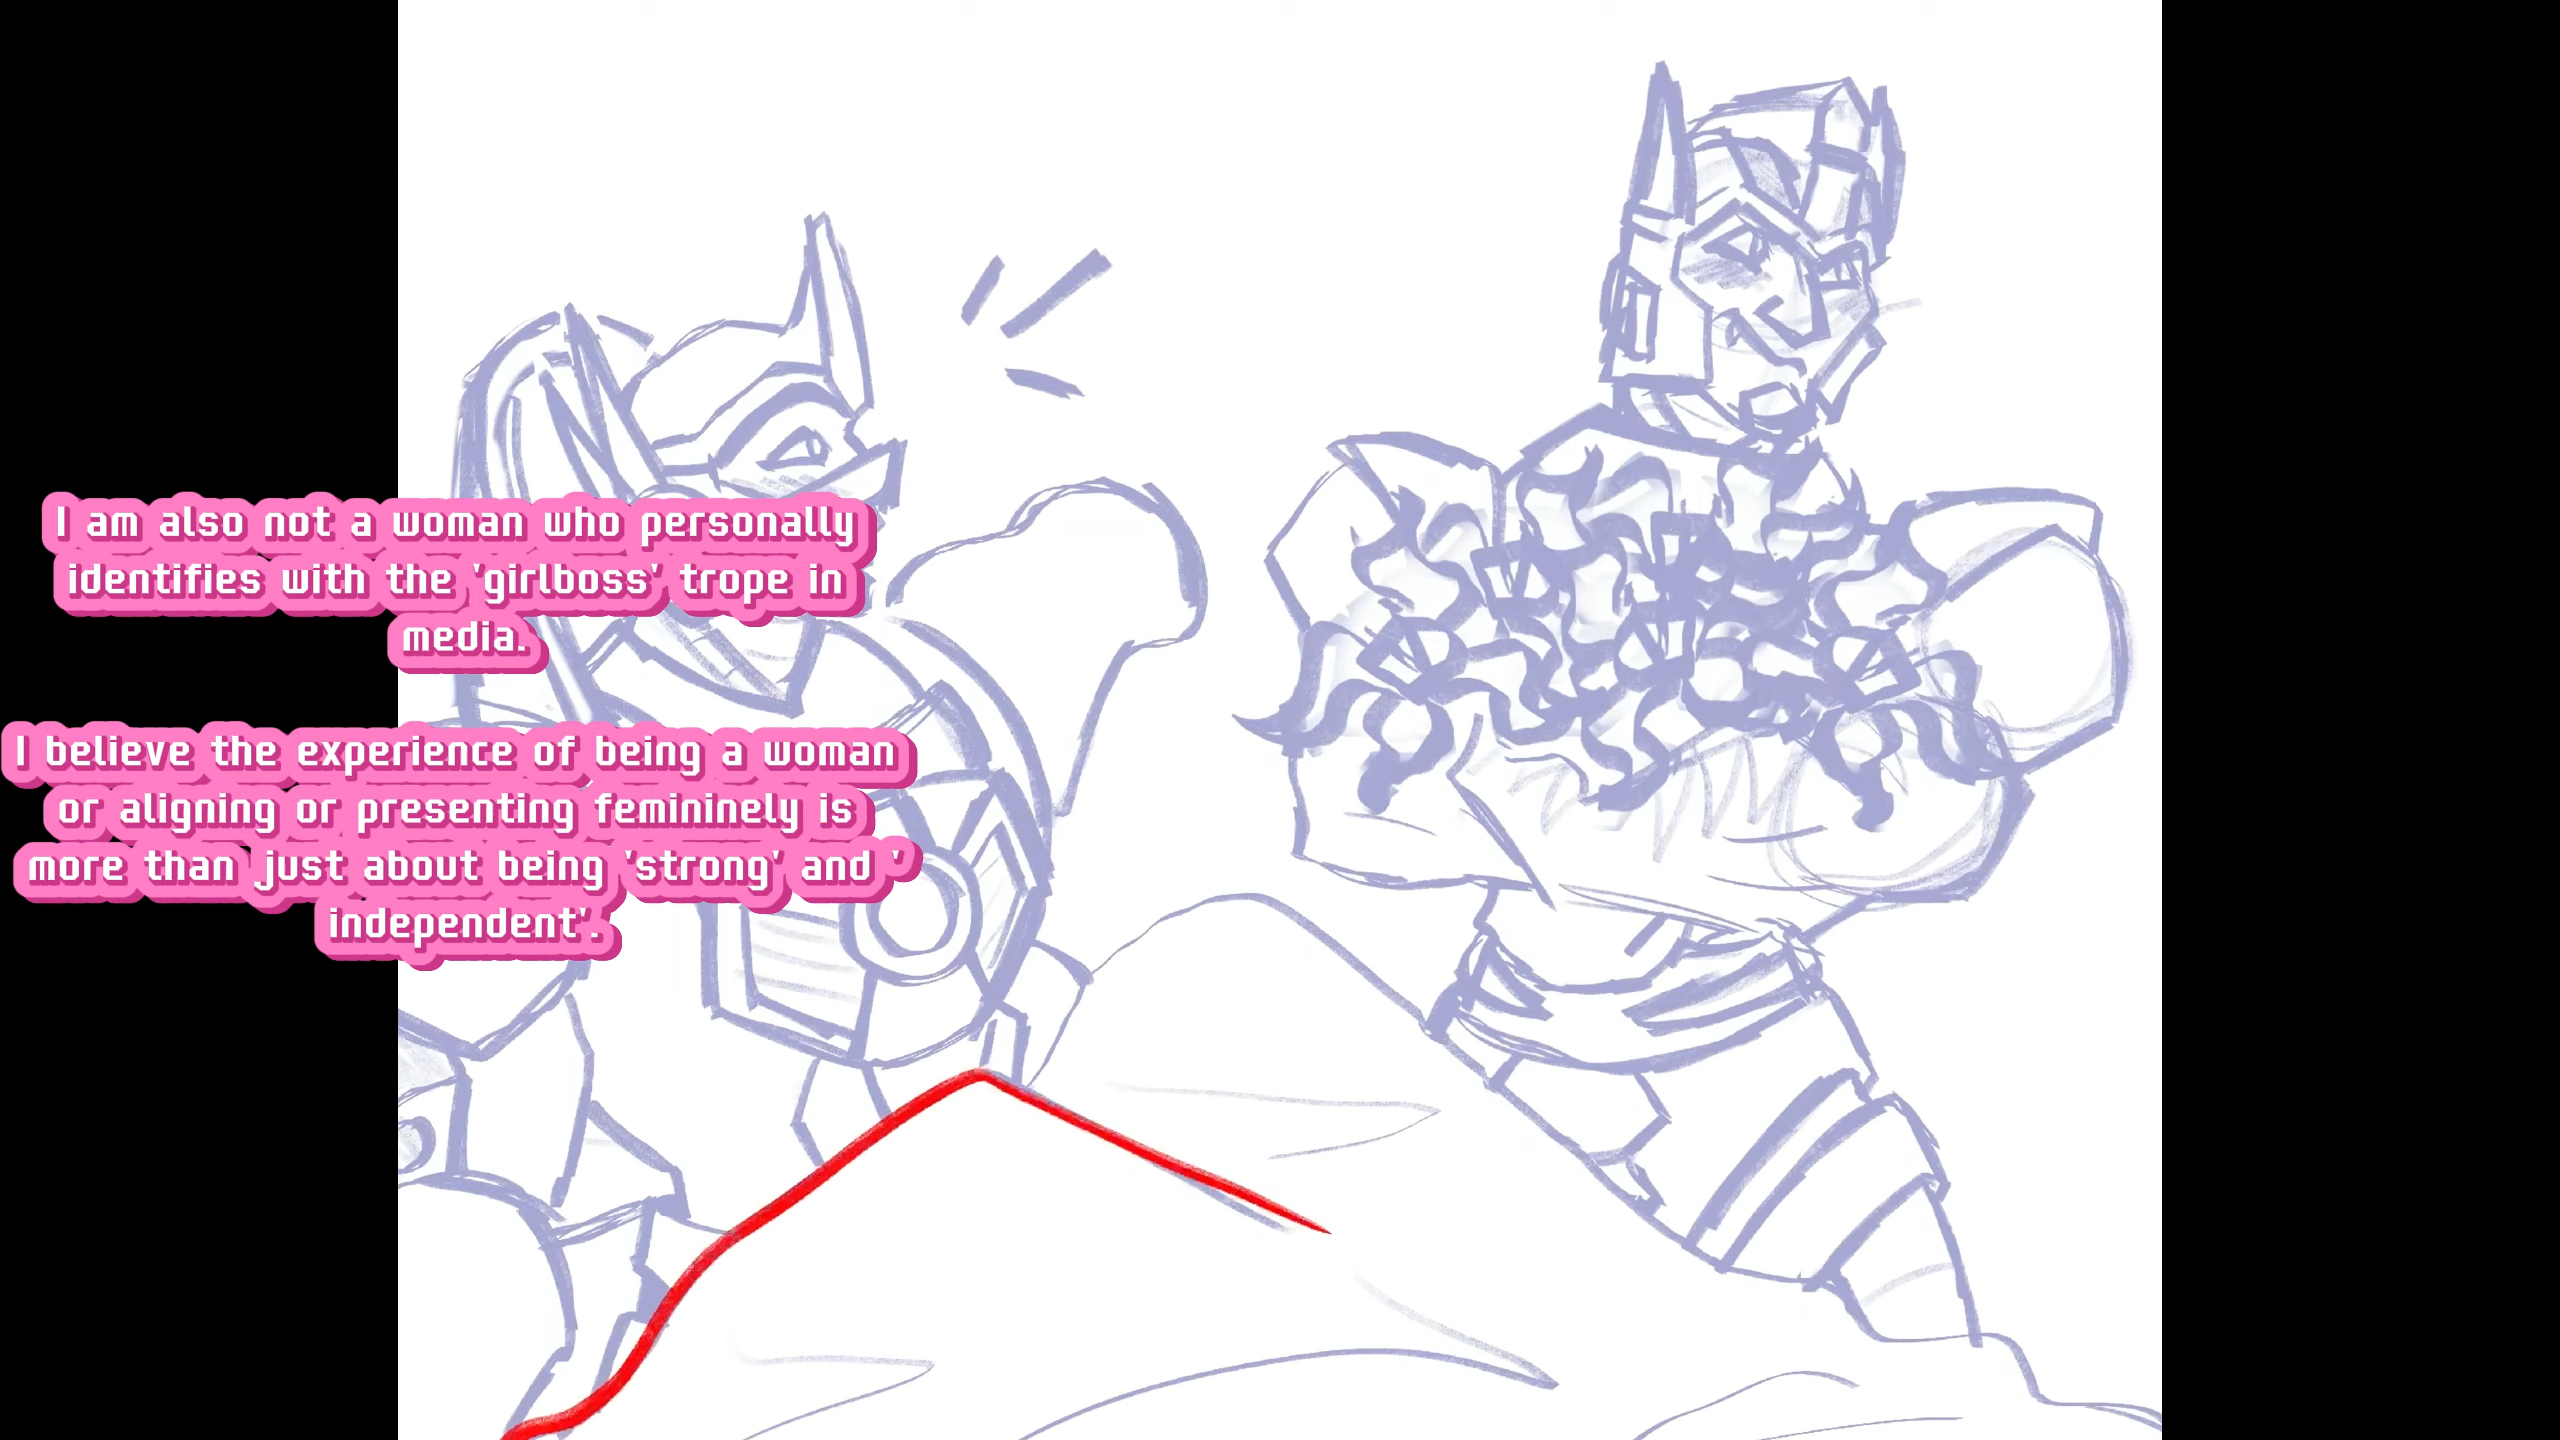 I am also not a woman who personally
identifies with the 'girlboss' trope in
media.
I believe the experience of being a woman
or aligning or presenting femininely is
more than just about being 'strong' and '
independent'.